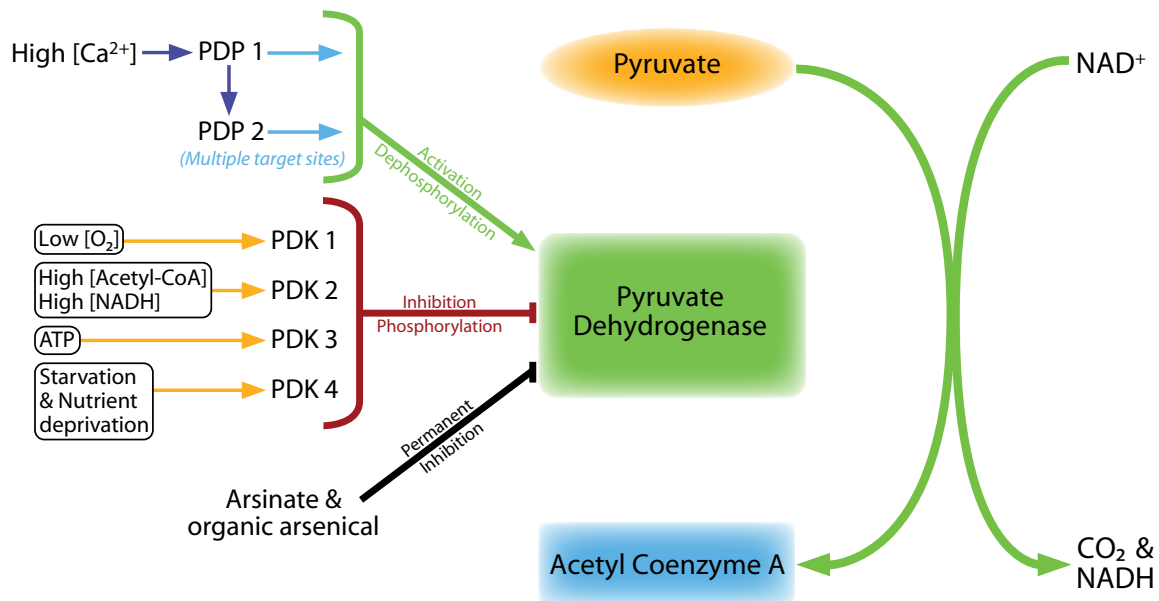 High [Ca²⁺]
PDP 1
PDP 2
(Multiple target sites)
Activation
Dephosphorylation
Low [O₂]
PDK 1
High [Acetyl-CoA]
High [NADH]
PDK 2
ATP
PDK 3
Starvation
& Nutrient
deprivation
PDK 4
Inhibition
Phosphorylation
Permanent
Inhibition
Arsinate &
organic arsenical
Pyruvate
Pyruvate
Dehydrogenase
Acetyl Coenzyme A
NAD⁺
CO₂ &
NADH